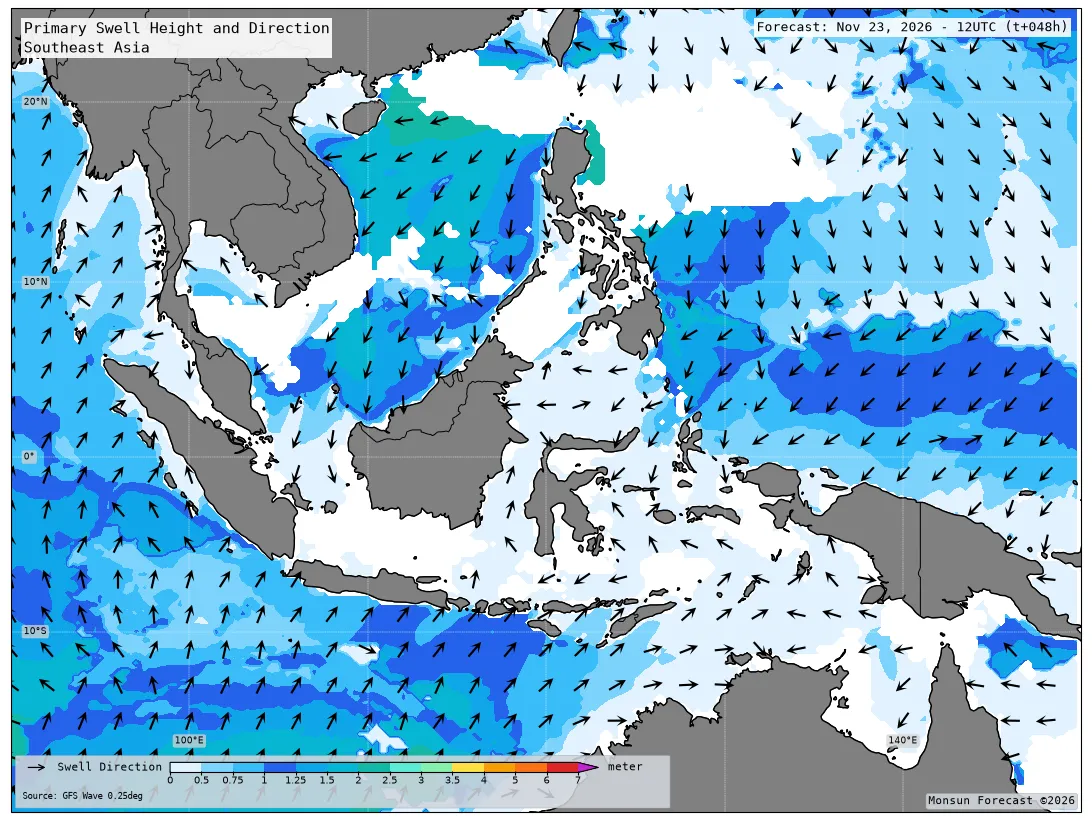 Primary Swell Height and Direction
Southeast Asia
Forecast: Nov 23, 2026 - 12UTC (t+048h)
20°N
10°N
0°
10°S
100°E
140°E
Swell Direction
0 0.5 0.75 1 1.25 1.5 2 2.5 3 3.5 4 5 6 7
meter
Source: GFS Wave 0.25deg
Monsun Forecast ©2026